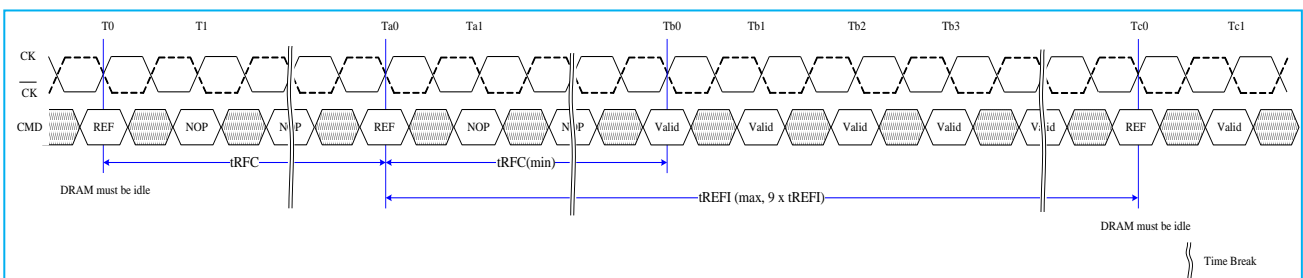 T0 T1 Ta0 Ta1 Tb0 Tb1 Tb2 Tb3 Tc0 Tc1
CK
CK
CMD REF NOP NOP REF NOP NOP Valid Valid Valid Valid Valid REF Valid
tRFC tRFC(min)
DRAM must be idle
tREFI (max, 9 x tREFI)
DRAM must be idle
Time Break